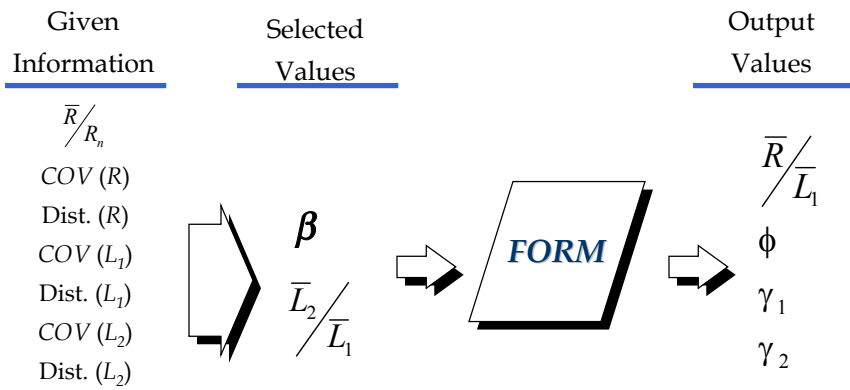 Given
Information
R̅/Rₙ
COV (R)
Dist. (R)
COV (L₁)
Dist. (L₁)
COV (L₂)
Dist. (L₂)
Selected
Values
β
L̅₂/L̅₁
FORM
Output
Values
R̅/L̅₁
ϕ
γ₁
γ₂